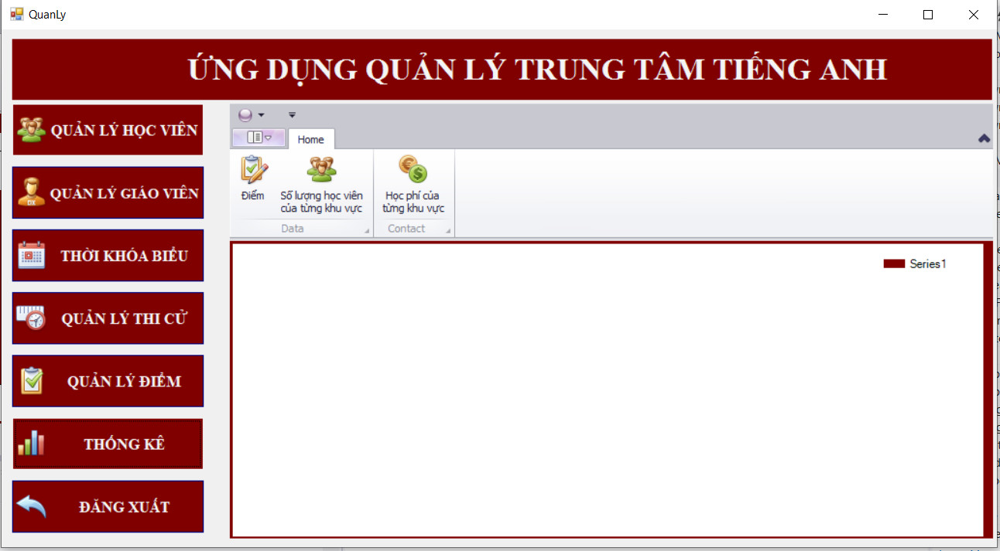 QuanLy
ỨNG DỤNG QUẢN LÝ TRUNG TÂM TIẾNG ANH
QUẢN LÝ HỌC VIÊN
QUẢN LÝ GIÁO VIÊN
THỜI KHÓA BIỂU
QUẢN LÝ THI CỬ
QUẢN LÝ ĐIỂM
THỐNG KÊ
ĐĂNG XUẤT
Home
Điểm
Số lượng học viên
của từng khu vực
Data
Học phí của
từng khu vực
Contact
Series1